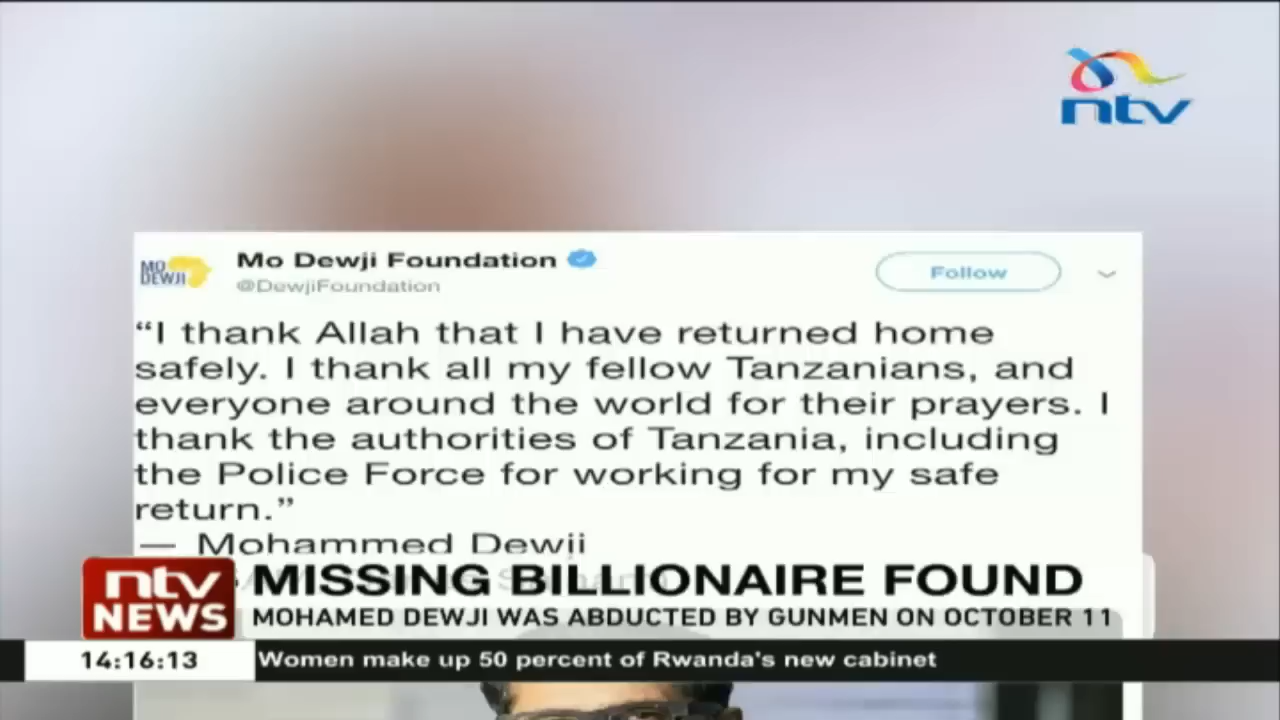 ntv
Mo Dewji Foundation
@DewjiFoundation
Follow
MO
DEWJI
“I thank Allah that I have returned home
safely. I thank all my fellow Tanzanians, and
everyone around the world for their prayers. I
thank the authorities of Tanzania, including
the Police Force for working for my safe
return.”
— Mohammed Dewji
ntv
NEWS
MISSING BILLIONAIRE FOUND
MOHAMED DEWJI WAS ABDUCTED BY GUNMEN ON OCTOBER 11
14:16:13
Women make up 50 percent of Rwanda's new cabinet